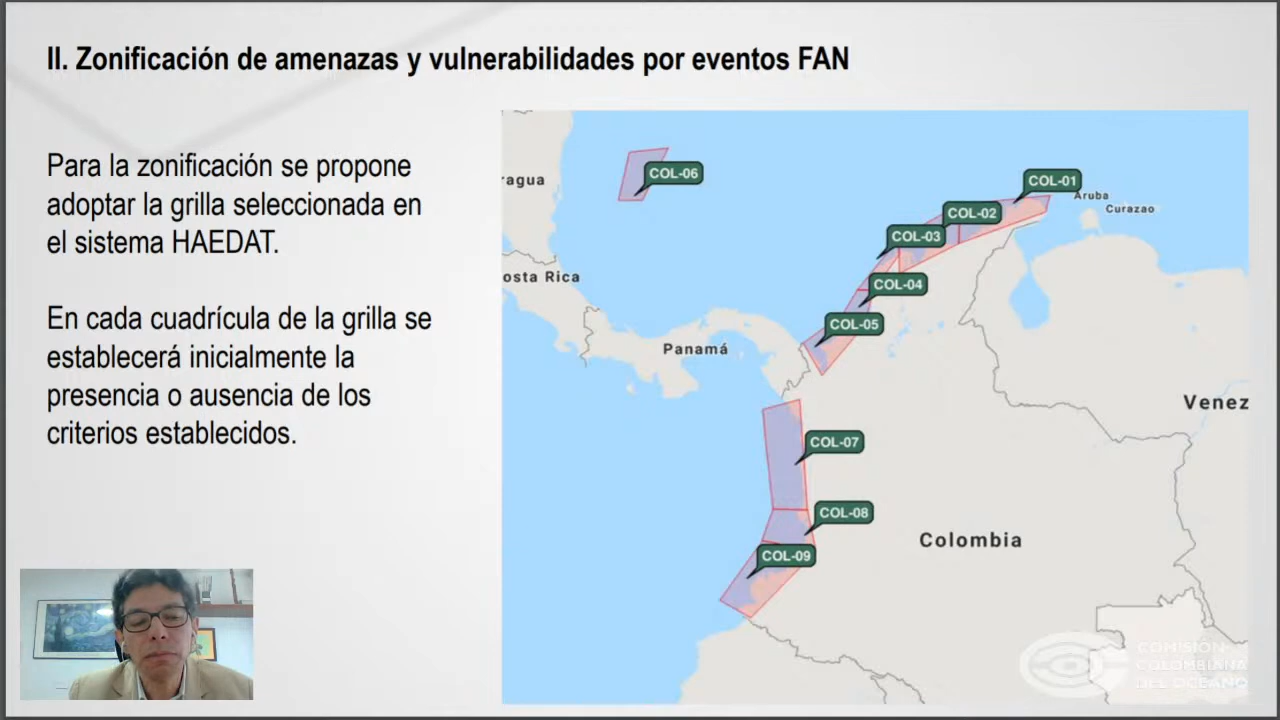 II. Zonificación de amenazas y vulnerabilidades por eventos FAN
Para la zonificación se propone
adoptar la grilla seleccionada en
el sistema HAEDAT.
En cada cuadrícula de la grilla se
establecerá inicialmente la
presencia o ausencia de los
criterios establecidos.
ragua
COL-06
COL-01
Aruba
Curazao
COL-02
COL-03
osta Rica
COL-04
COL-05
Panamá
Venez
COL-07
COL-08
Colombia
COL-09
COMISIÓN
COLOMBIANA
DEL OCÉANO